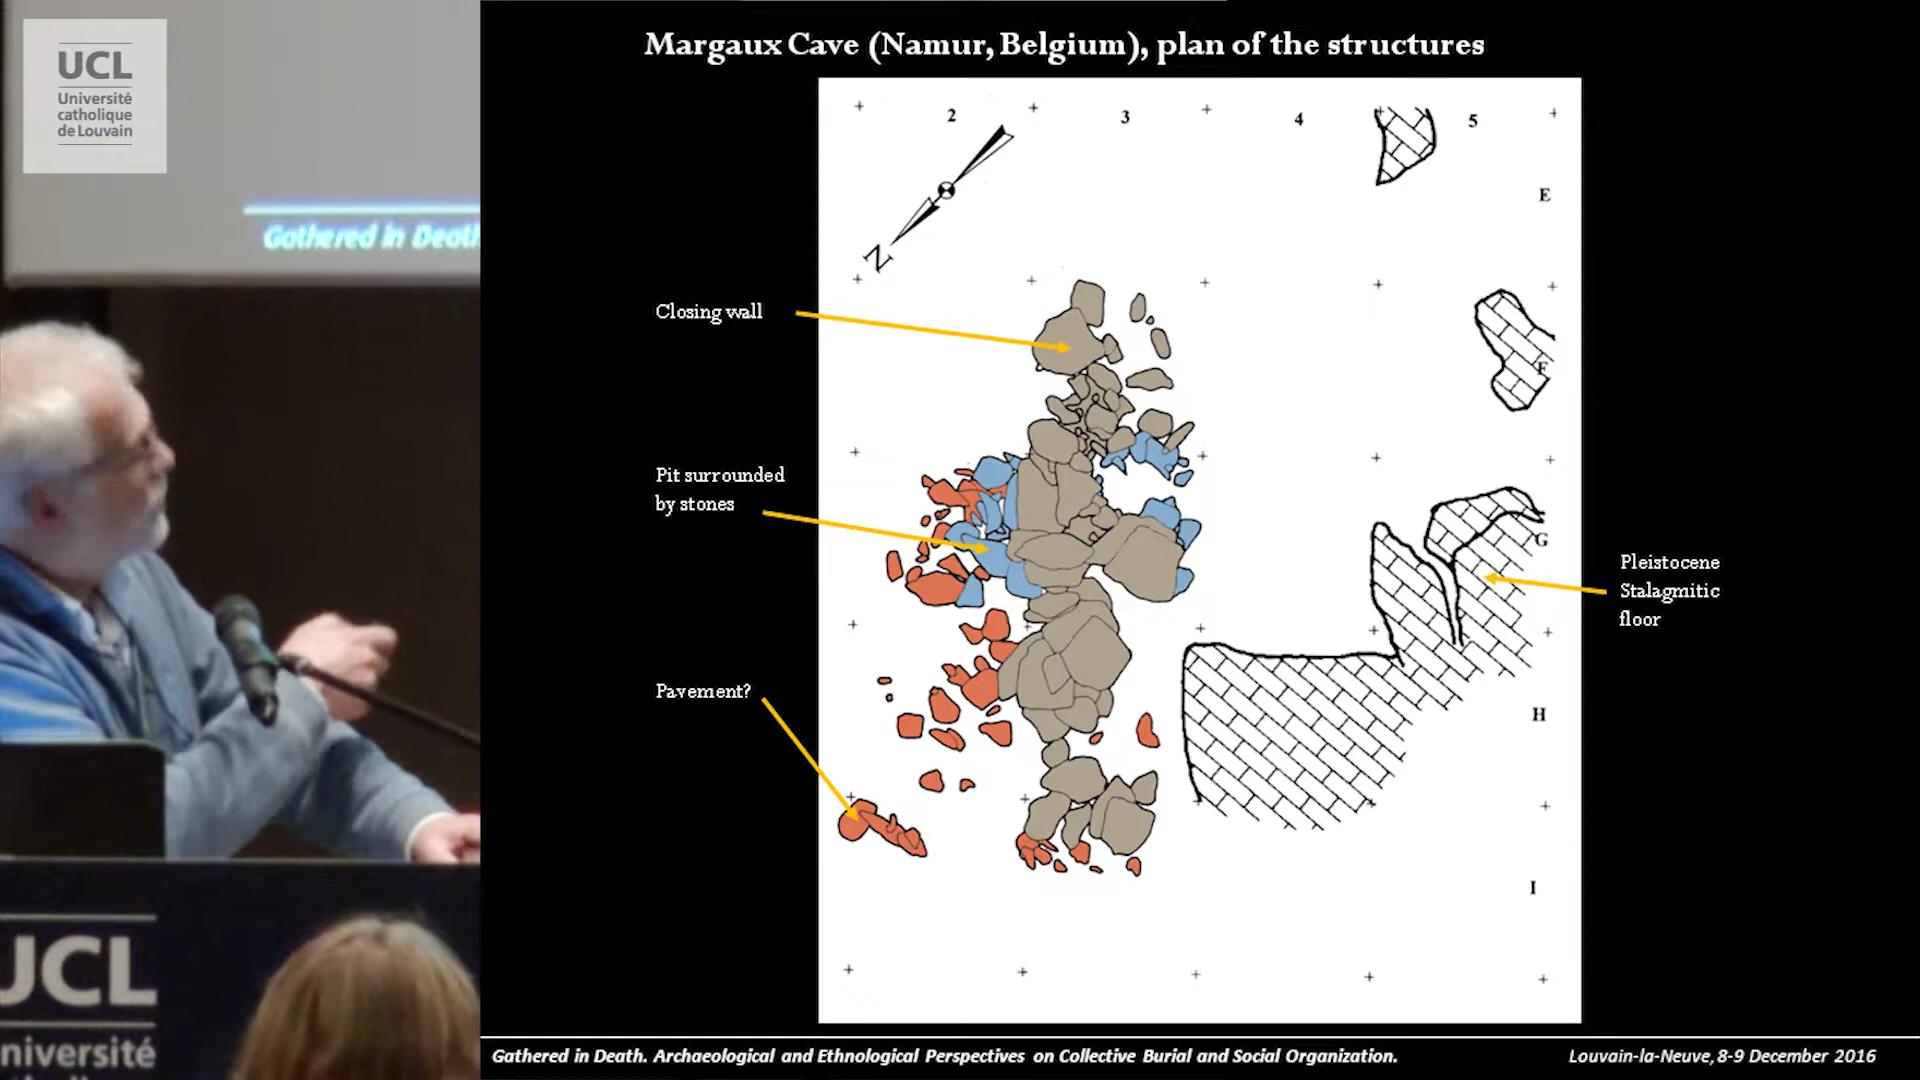 UCL
Université
catholique
de Louvain
Gathered in Death
UCL
niversité
Margaux Cave (Namur, Belgium), plan of the structures
2
3
4
5
E
F
G
H
I
N
Closing wall
Pit surrounded
by stones
Pavement?
Pleistocene
Stalagmitic
floor
Gathered in Death. Archaeological and Ethnological Perspectives on Collective Burial and Social Organization.
Louvain-la-Neuve, 8-9 December 2016